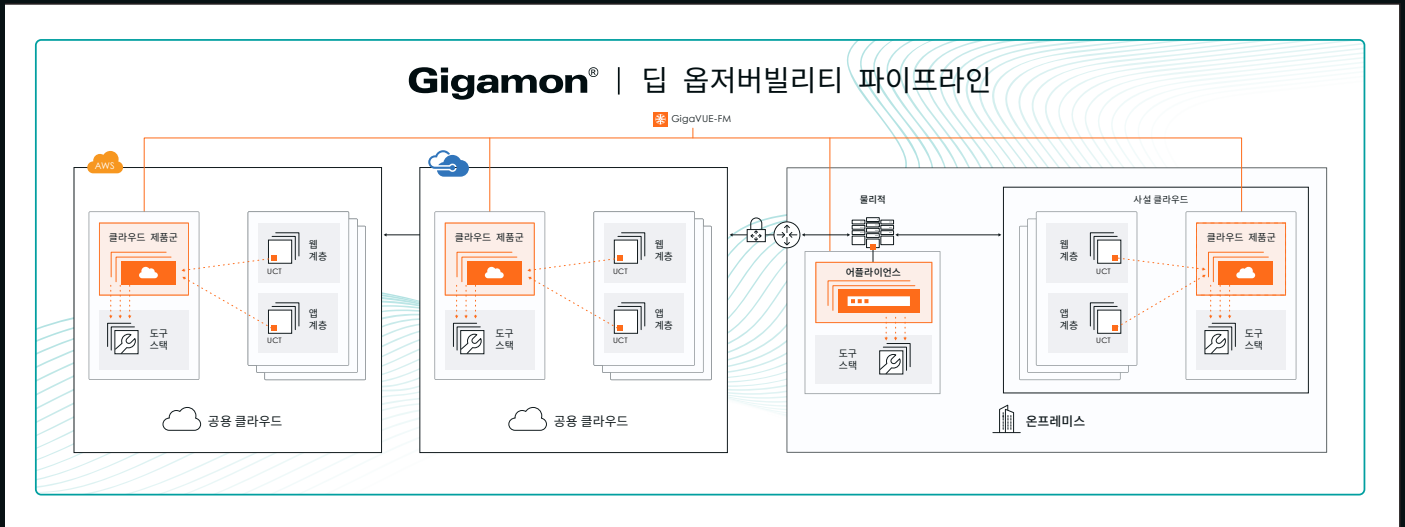 Gigamon® | 딥 옵저버빌리티 파이프라인
GigaVUE-FM
AWS
클라우드 제품군
웹
계층
UCT
앱
계층
UCT
도구
스택
공용 클라우드
클라우드 제품군
웹
계층
UCT
앱
계층
UCT
도구
스택
공용 클라우드
물리적
어플라이언스
도구
스택
사설 클라우드
웹
계층
UCT
앱
계층
UCT
클라우드 제품군
도구
스택
온프레미스